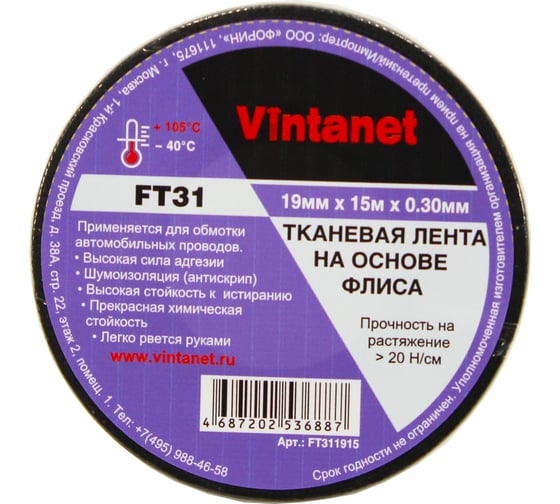 Vintanet
+ 105°C
– 40°C
FT31
19мм x 15м x 0.30мм
Применяется для обмотки
автомобильных проводов.
• Высокая сила адгезии
• Шумоизоляция (антискрип)
• Высокая стойкость к истиранию
• Прекрасная химическая
стойкость
• Легко рвется руками
www.vintanet.ru
ТКАНЕВАЯ ЛЕНТА
НА ОСНОВЕ
ФЛИСА
Прочность на
растяжение
> 20 Н/см
4 687202 536887
Арт.: FT311915
Срок годности не ограничен. Уполномоченная изготовителем организация на прием претензий/Импортер: ООО «ФОРИН», 111675, г. Москва, 1-й Красковский проезд, д. 38А, стр. 22, этаж 2, помещ. 1. Тел: +7(495) 988-46-58